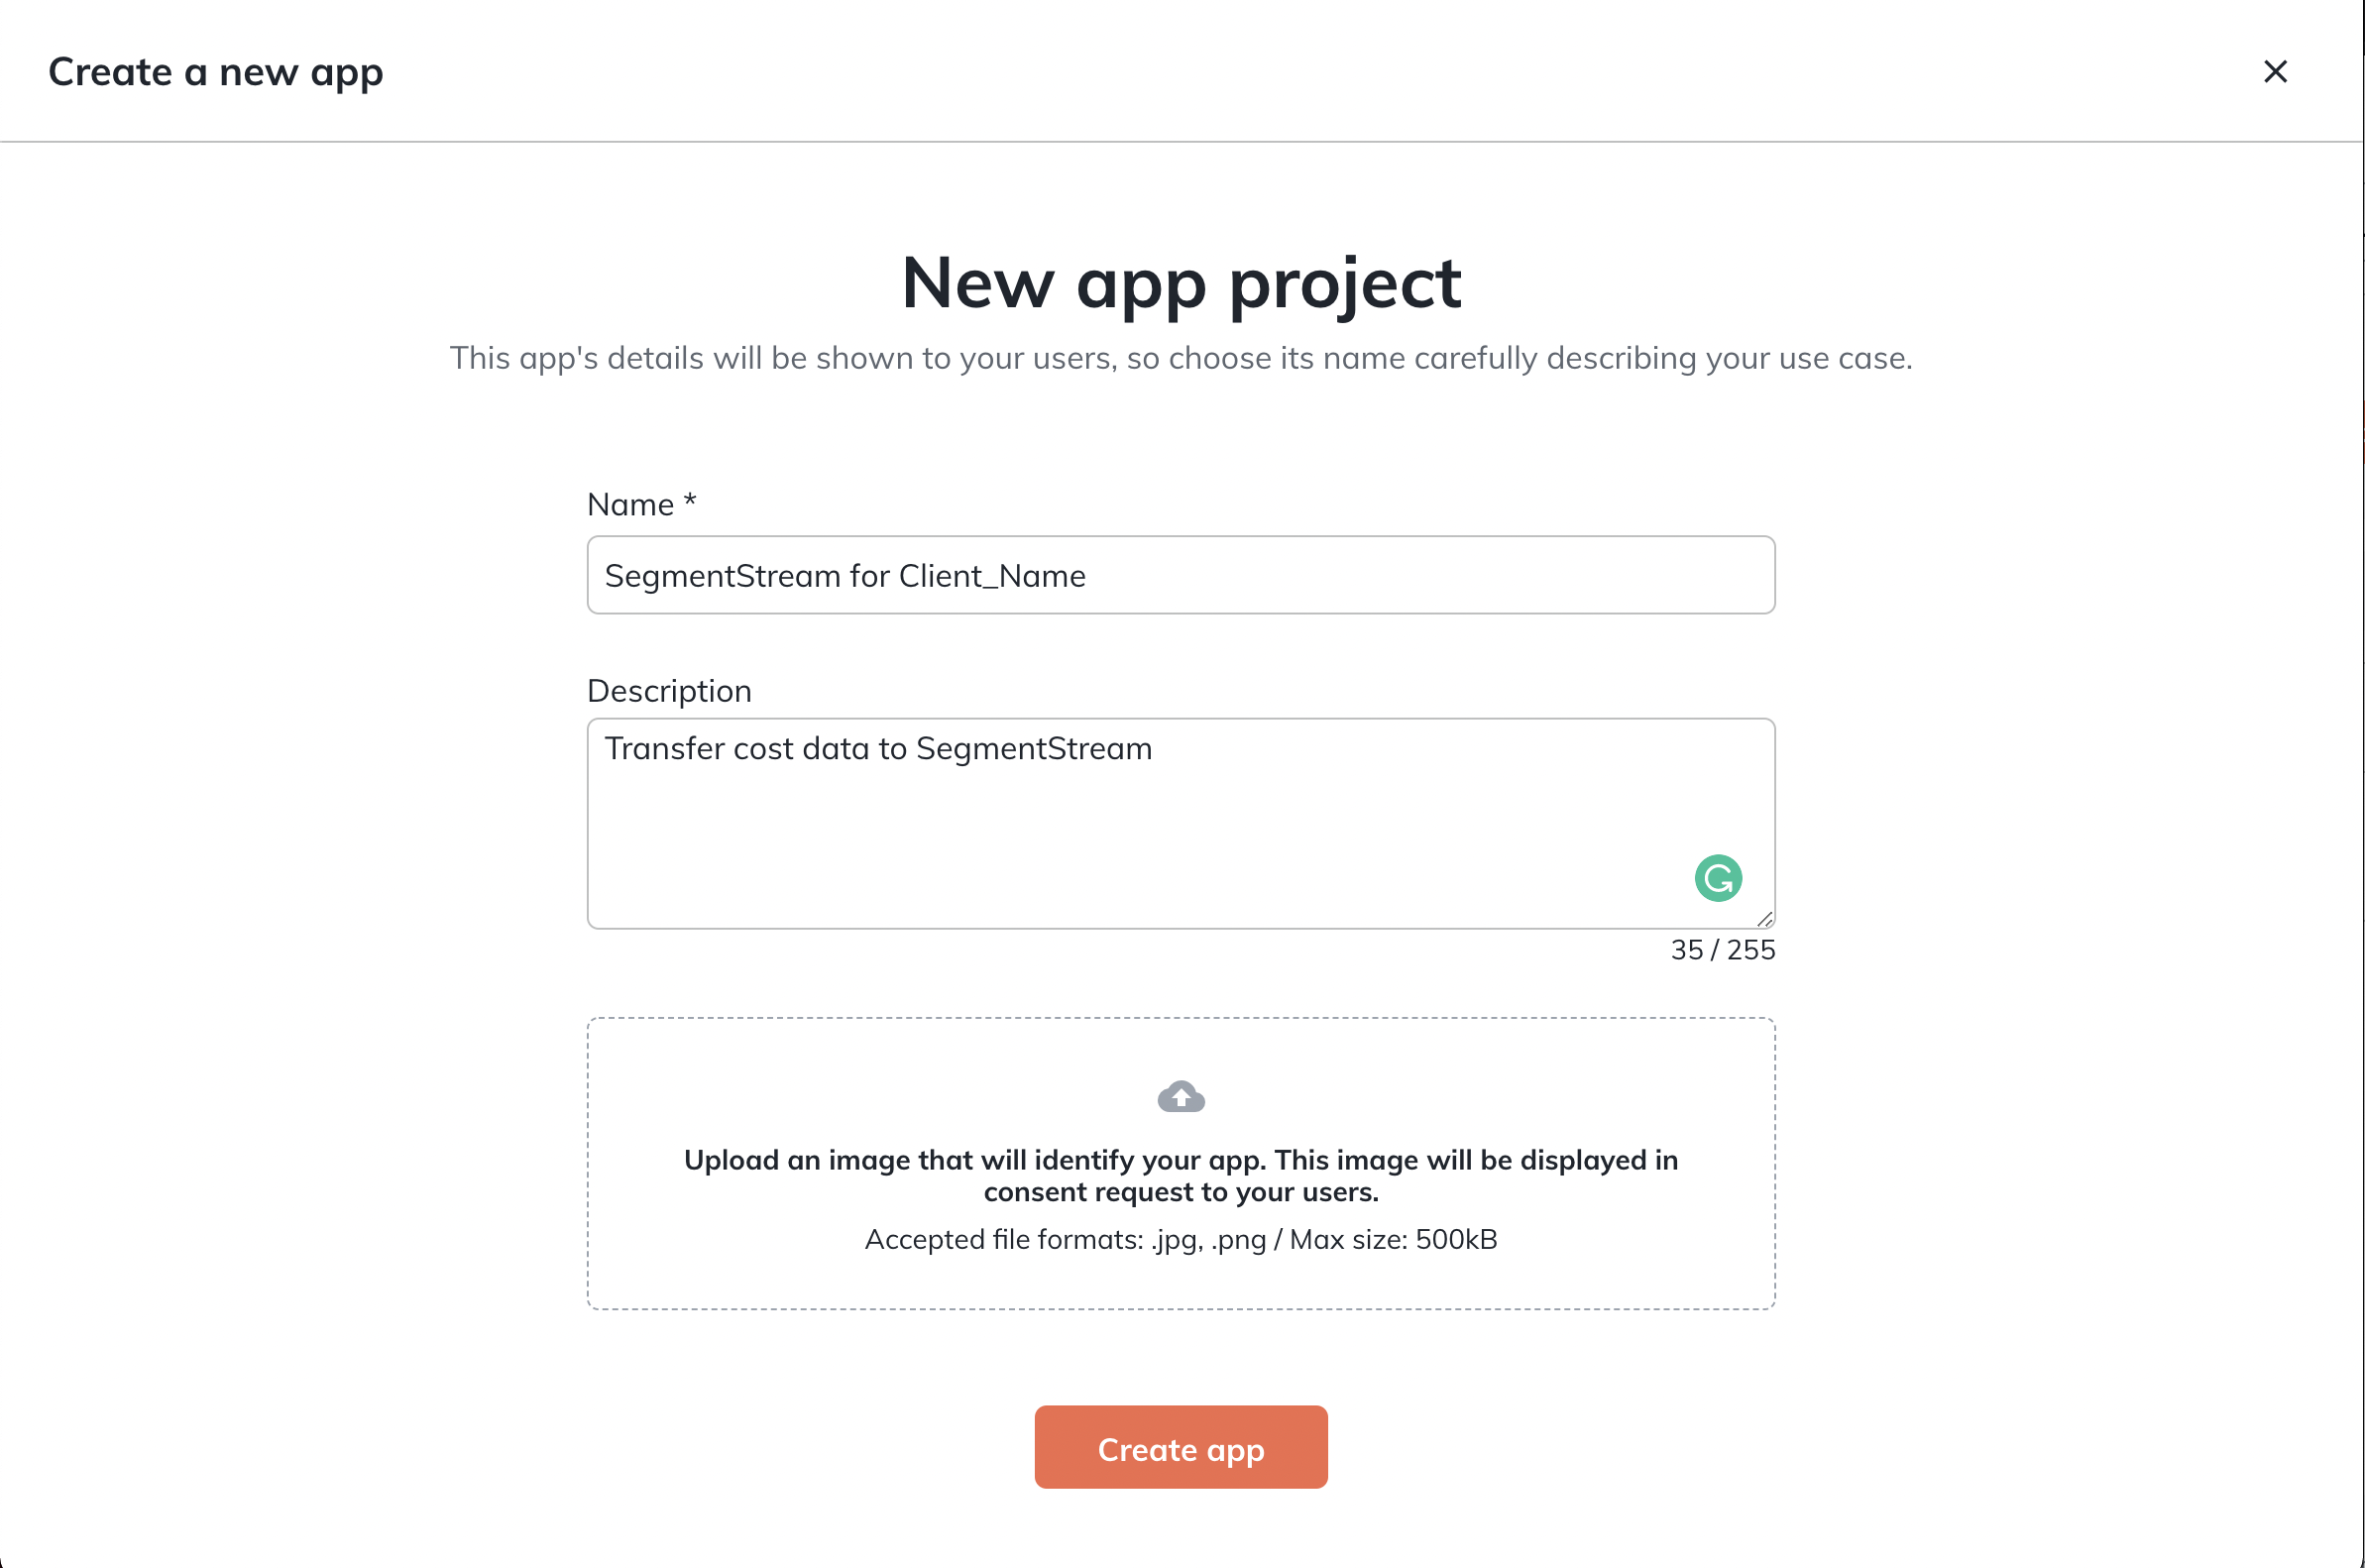 Create a new app
New app project
This app's details will be shown to your users, so choose its name carefully describing your use case.
Name *
SegmentStream for Client_Name
Description
Transfer cost data to SegmentStream
35 / 255
Upload an image that will identify your app. This image will be displayed in
consent request to your users.
Accepted file formats: .jpg, .png / Max size: 500kB
Create app